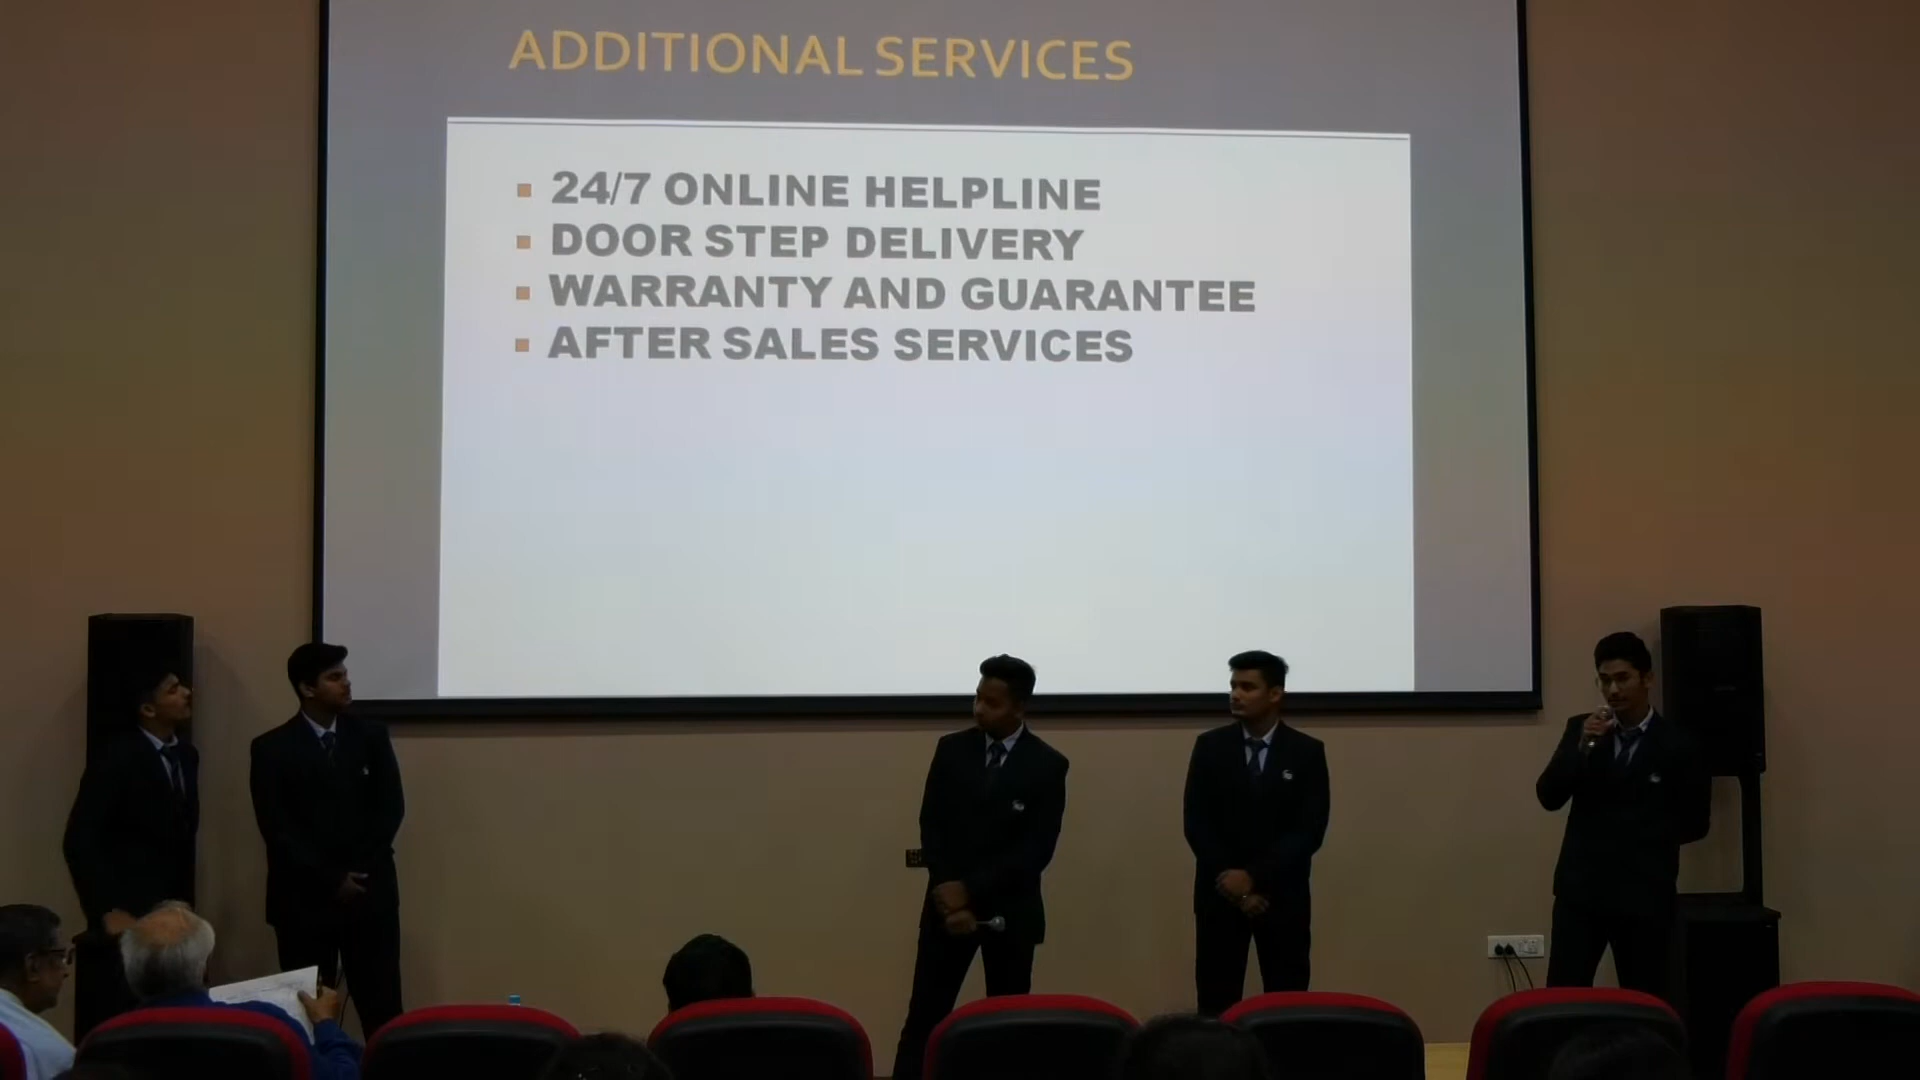 ADDITIONAL SERVICES
24/7 ONLINE HELPLINE
DOOR STEP DELIVERY
WARRANTY AND GUARANTEE
AFTER SALES SERVICES